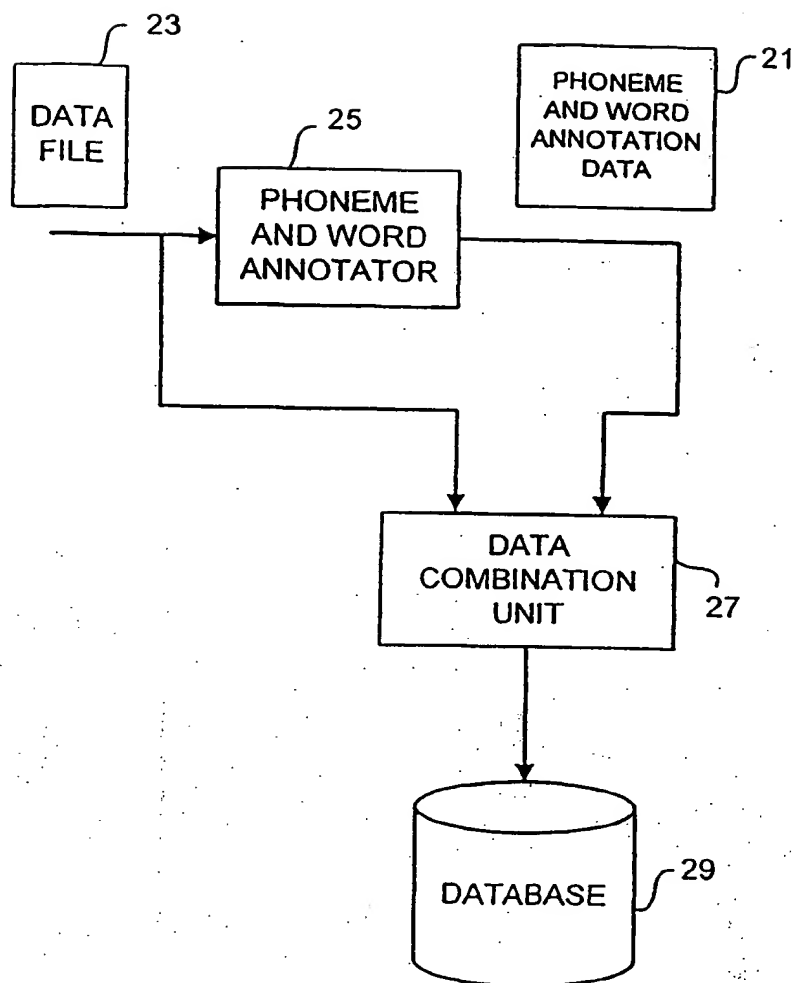 23
DATA
FILE
25
PHONEME
AND WORD
ANNOTATOR
21
PHONEME
AND WORD
ANNOTATION
DATA
DATA
COMBINATION
UNIT
27
DATABASE
29